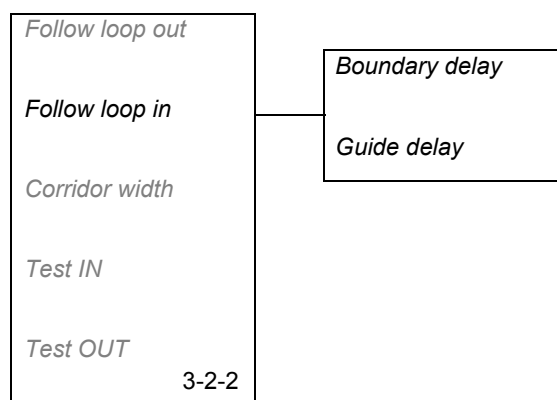 Follow loop out
Follow loop in
Corridor width
Test IN
Test OUT
3-2-2
Boundary delay
Guide delay